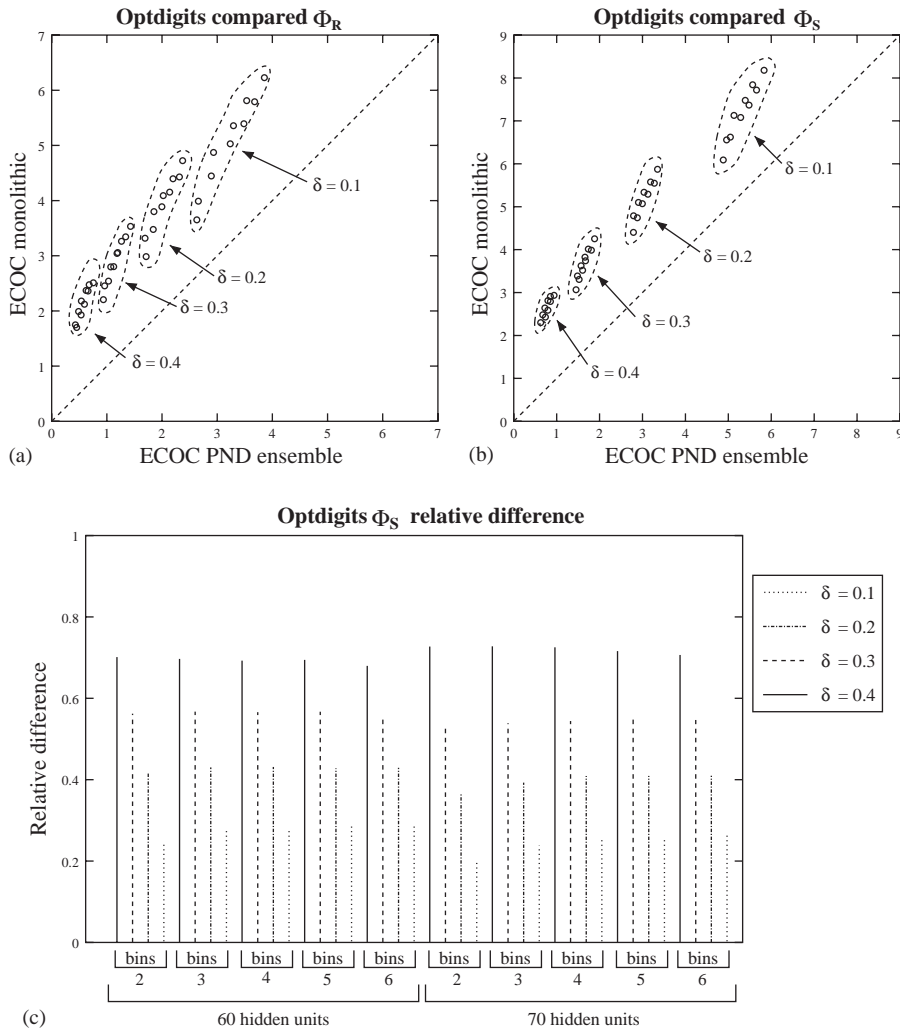 Optdigits compared Φ_R
7
6
5
4
3
2
1
0
0 1 2 3 4 5 6 7
ECOC monolithic
δ = 0.1
δ = 0.2
δ = 0.3
δ = 0.4
(a) ECOC PND ensemble
Optdigits compared Φ_S
9
8
7
6
5
4
3
2
1
0
0 1 2 3 4 5 6 7 8 9
ECOC monolithic
δ = 0.1
δ = 0.2
δ = 0.3
δ = 0.4
(b) ECOC PND ensemble
Optdigits Φ_S relative difference
1
0.8
0.6
0.4
0.2
0
Relative difference
δ = 0.1
δ = 0.2
δ = 0.3
δ = 0.4
bins bins bins bins bins bins bins bins bins bins
2 3 4 5 6 2 3 4 5 6
(c) 60 hidden units 70 hidden units